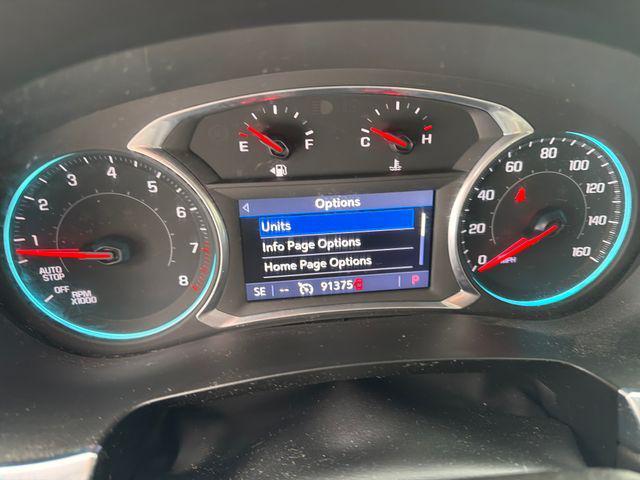 E F
C H
1 2 3 4 5 6 7 8
AUTO
STOP
OFF
RPM
X1000
Options
Units
Info Page Options
Home Page Options
SE -- 91375 P
0 20 40 60 80 100 120 140 160
MPH